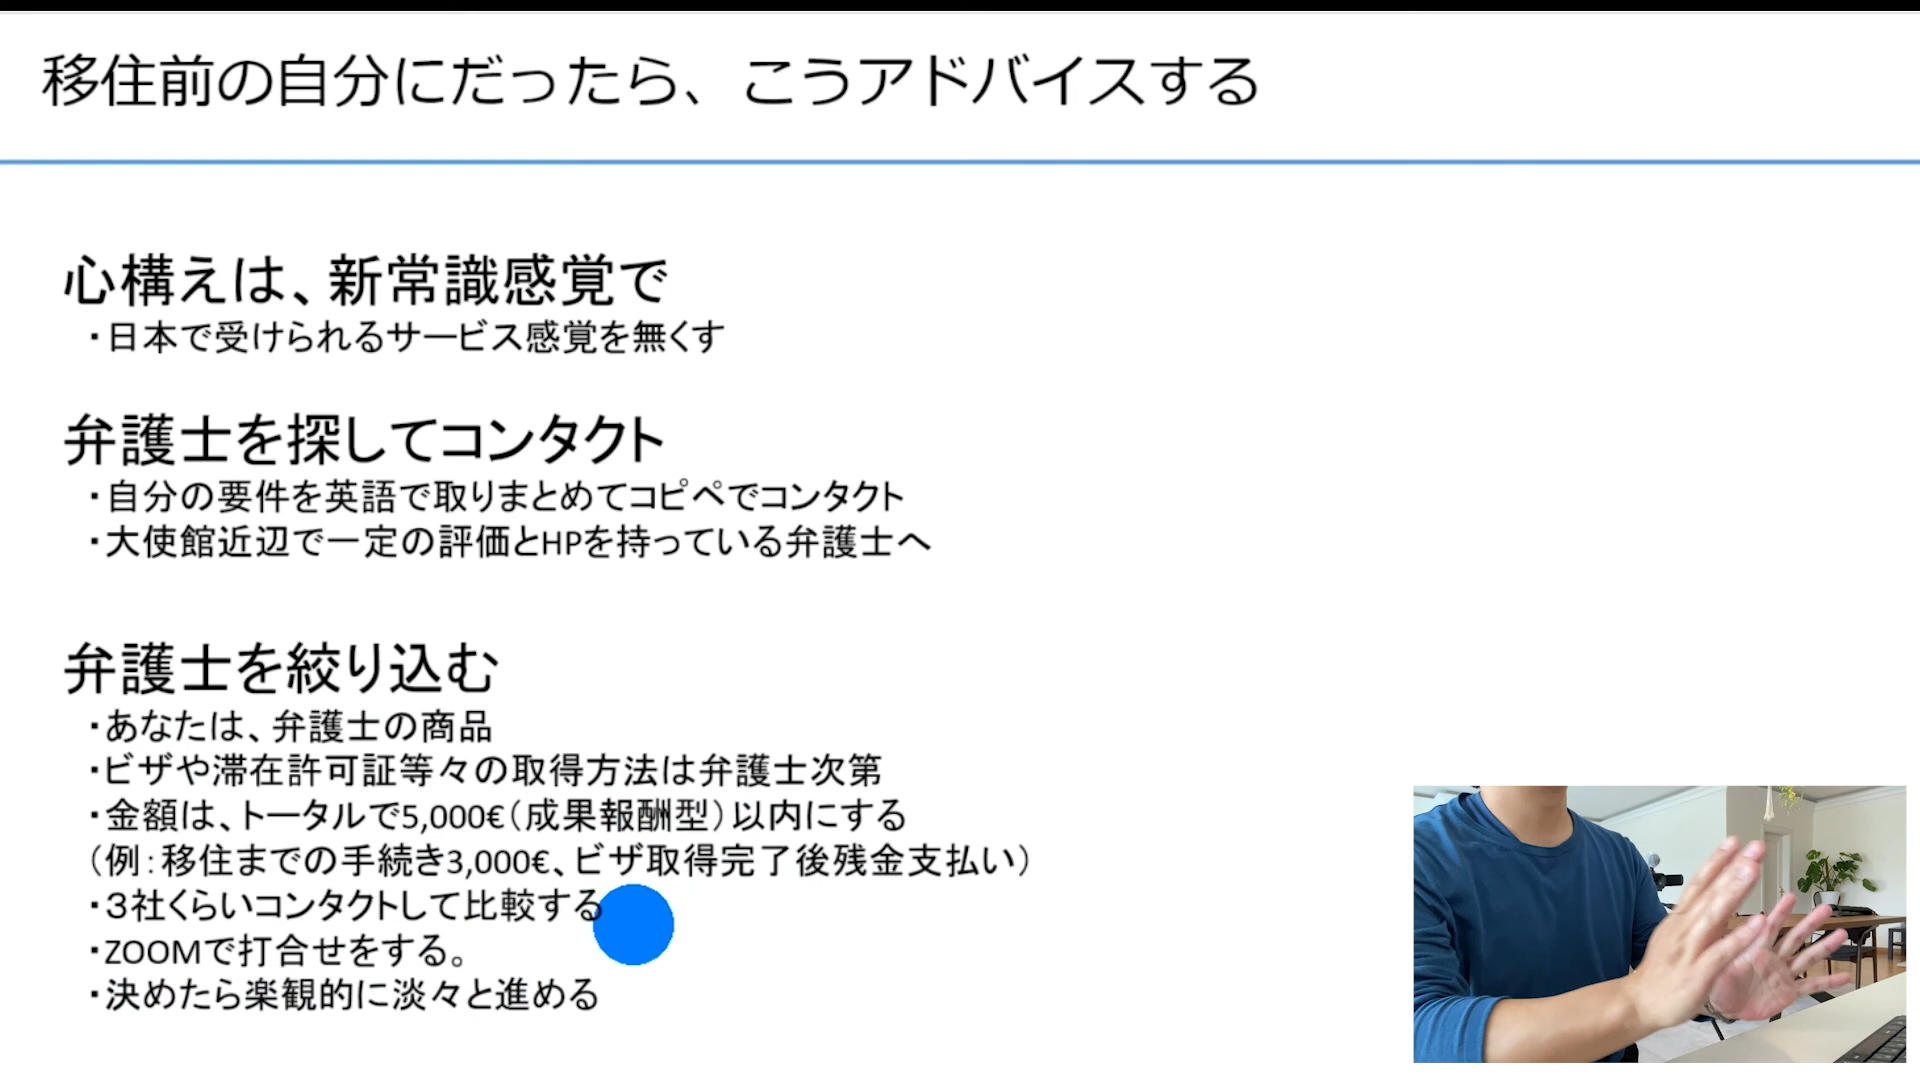 移住前の自分にだったら、こうアドバイスする
心構えは、新常識感覚で
・日本で受けられるサービス感覚を無くす
弁護士を探してコンタクト
・自分の要件を英語で取りまとめてコピペでコンタクト
・大使館近辺で一定の評価とHPを持っている弁護士へ
弁護士を絞り込む
・あなたは、弁護士の商品
・ビザや滞在許可証等々の取得方法は弁護士次第
・金額は、トータルで5,000€（成果報酬型）以内にする
（例：移住までの手続き3,000€、ビザ取得完了後残金支払い）
・３社くらいコンタクトして比較する
・ZOOMで打合せをする。
・決めたら楽観的に淡々と進める